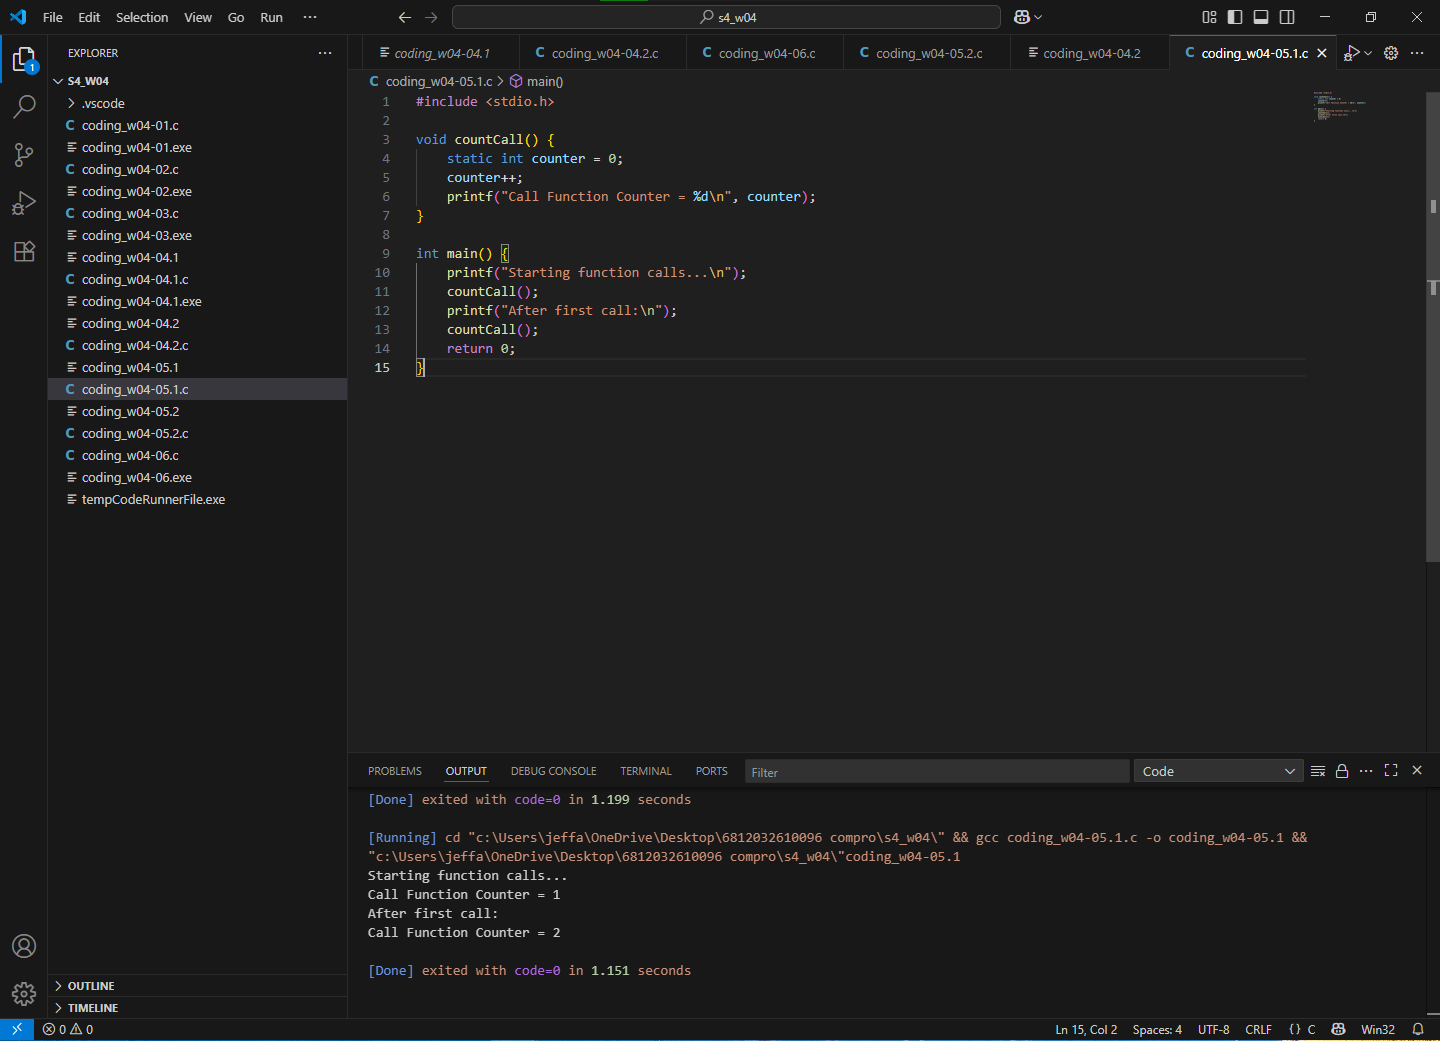 File Edit Selection View Go Run ··· s4_w04
EXPLORER ···
S4_W04
.vscode
C coding_w04-01.c
coding_w04-01.exe
C coding_w04-02.c
coding_w04-02.exe
C coding_w04-03.c
coding_w04-03.exe
coding_w04-04.1
C coding_w04-04.1.c
coding_w04-04.1.exe
coding_w04-04.2
C coding_w04-04.2.c
coding_w04-05.1
C coding_w04-05.1.c
coding_w04-05.2
C coding_w04-05.2.c
C coding_w04-06.c
coding_w04-06.exe
tempCodeRunnerFile.exe
OUTLINE
TIMELINE
1
coding_w04-04.1 C coding_w04-04.2.c C coding_w04-06.c C coding_w04-05.2.c coding_w04-04.2 C coding_w04-05.1.c
C coding_w04-05.1.c > main()
1 #include <stdio.h>
2
3 void countCall() {
4 static int counter = 0;
5 counter++;
6 printf("Call Function Counter = %d\n", counter);
7 }
8
9 int main() {
10 printf("Starting function calls...\n");
11 countCall();
12 printf("After first call:\n");
13 countCall();
14 return 0;
15 }
PROBLEMS OUTPUT DEBUG CONSOLE TERMINAL PORTS Filter Code
[Done] exited with code=0 in 1.199 seconds
[Running] cd "c:\Users\jeffa\OneDrive\Desktop\6812032610096 compro\s4_w04\" && gcc coding_w04-05.1.c -o coding_w04-05.1 &&
"c:\Users\jeffa\OneDrive\Desktop\6812032610096 compro\s4_w04\"coding_w04-05.1
Starting function calls...
Call Function Counter = 1
After first call:
Call Function Counter = 2
[Done] exited with code=0 in 1.151 seconds
0 0 Ln 15, Col 2 Spaces: 4 UTF-8 CRLF {} C Win32